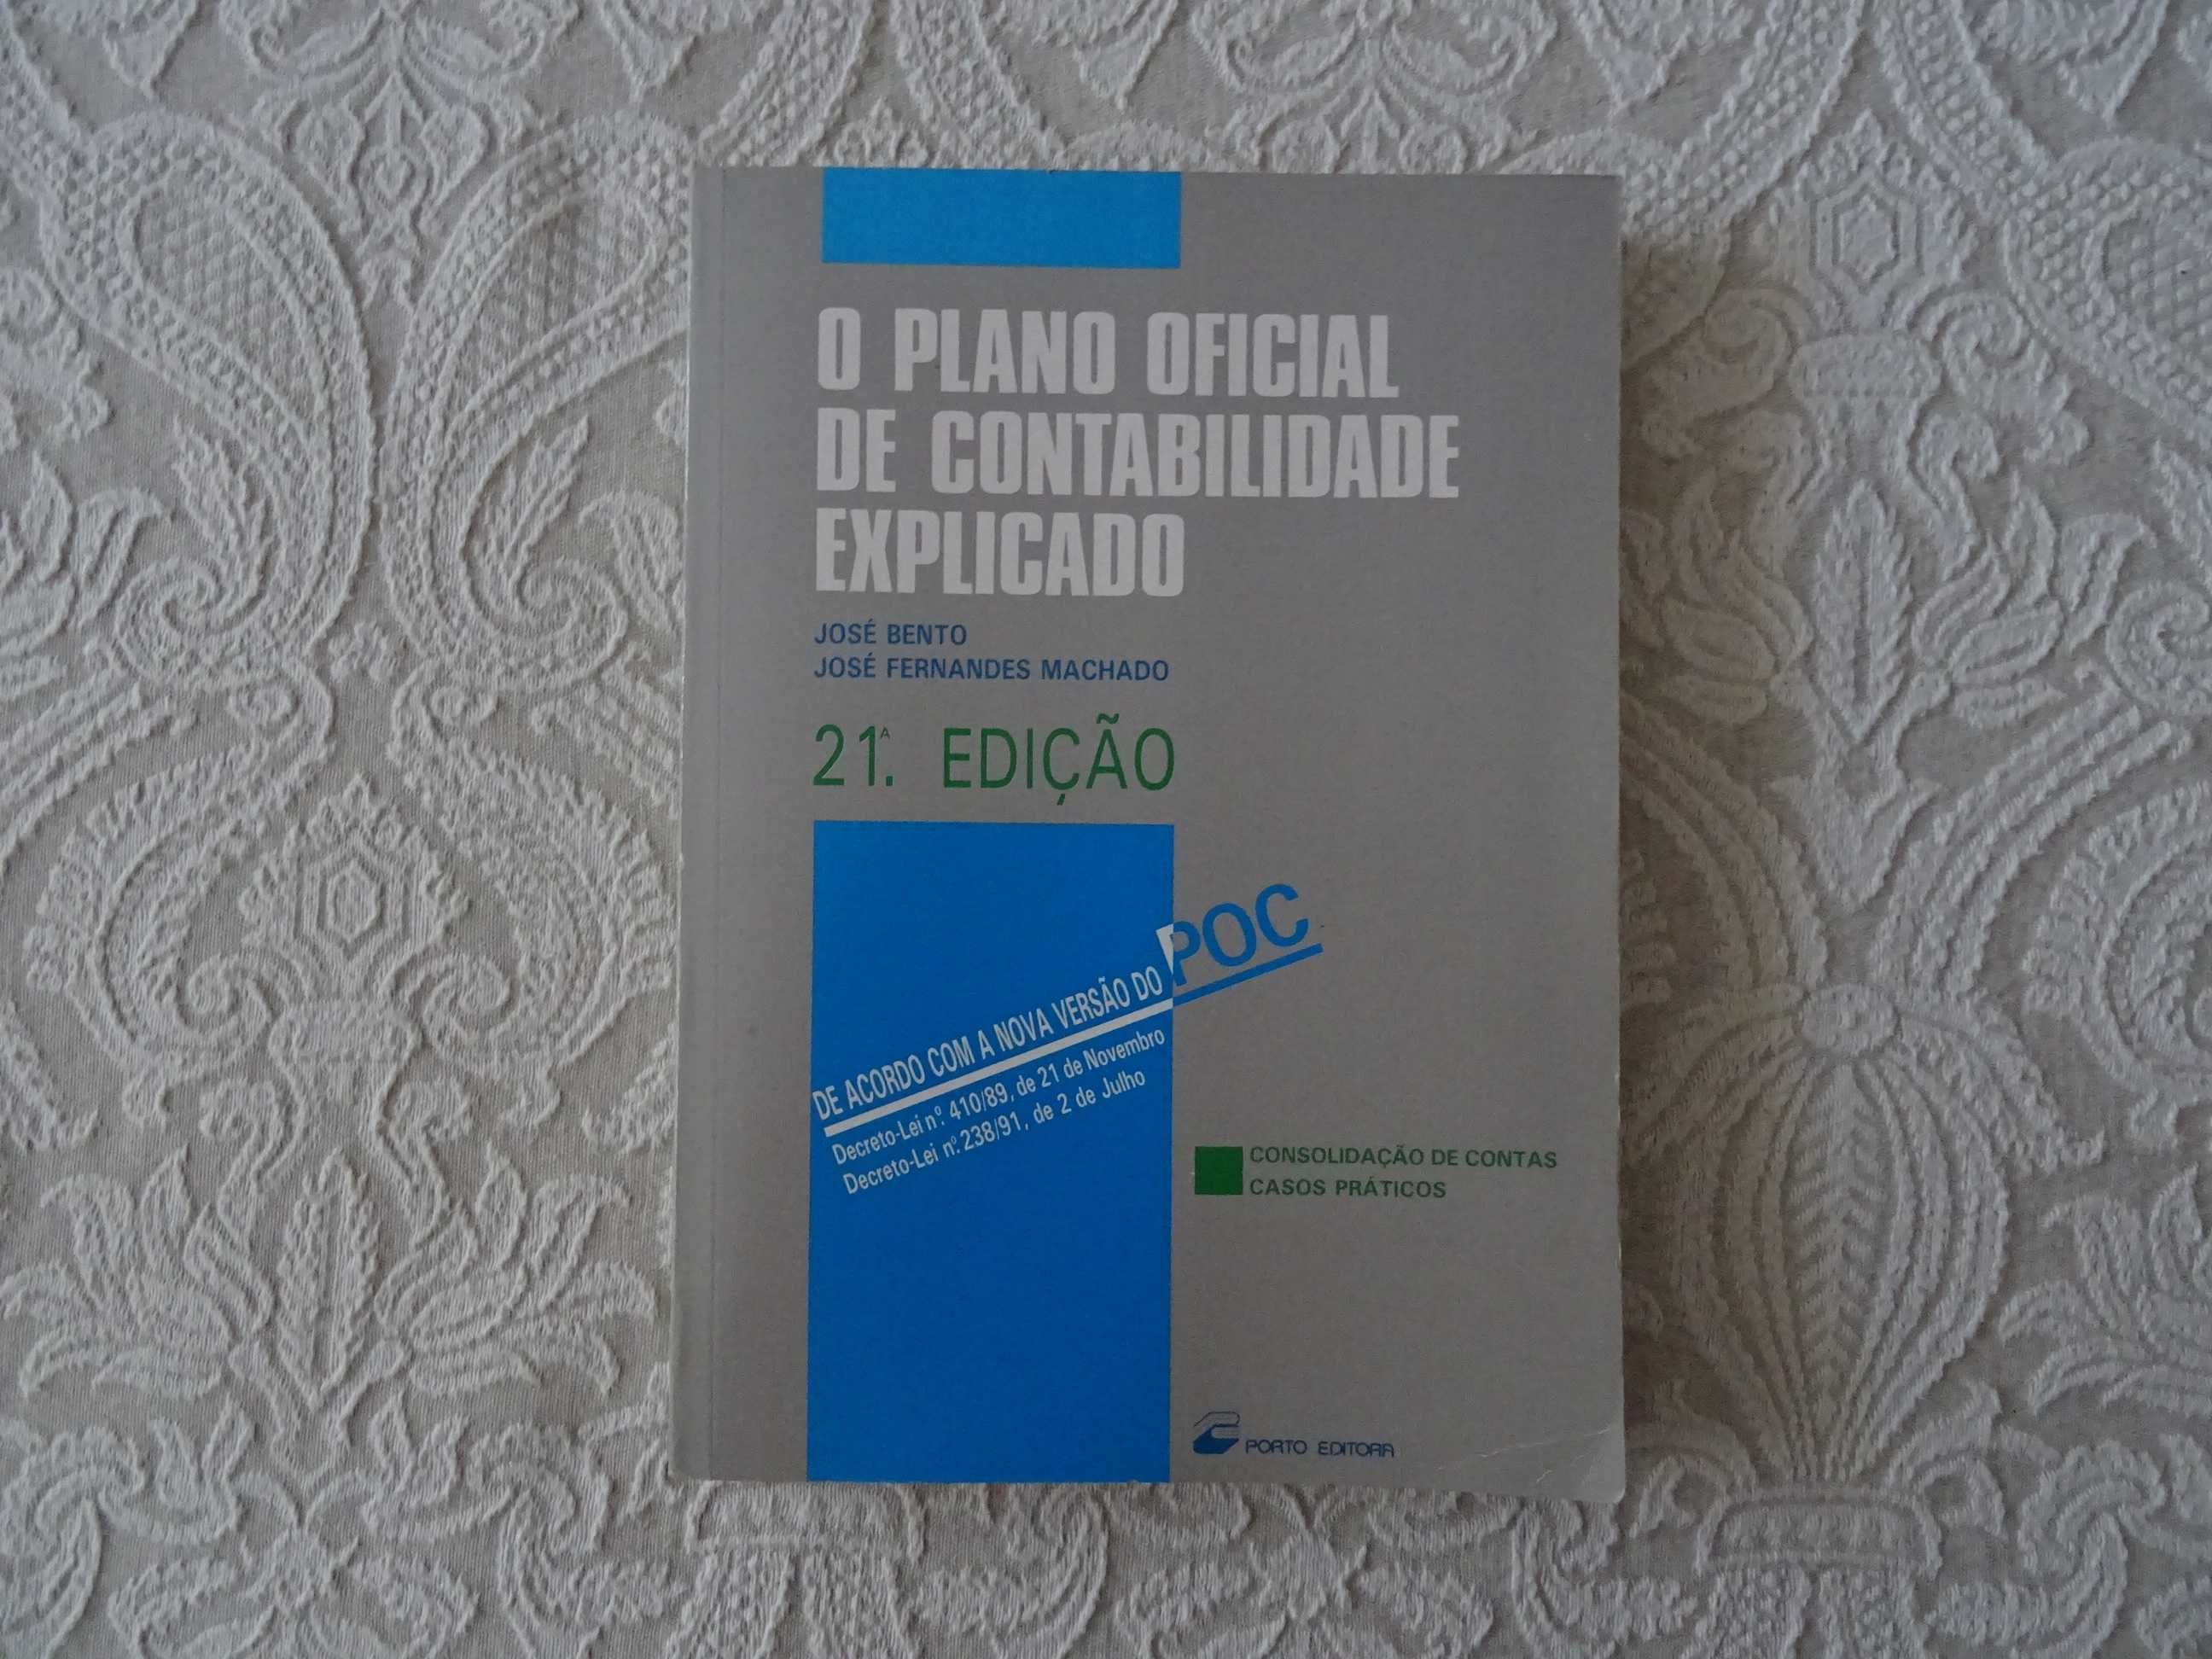 O PLANO OFICIAL
DE CONTABILIDADE
EXPLICADO
JOSÉ BENTO
JOSÉ FERNANDES MACHADO
21.ª EDIÇÃO
DE ACORDO COM A NOVA VERSÃO DO POC
Decreto-Lei n.º 410/89, de 21 de Novembro
Decreto-Lei n.º 238/91, de 2 de Julho
CONSOLIDAÇÃO DE CONTAS
CASOS PRÁTICOS
PORTO EDITORA